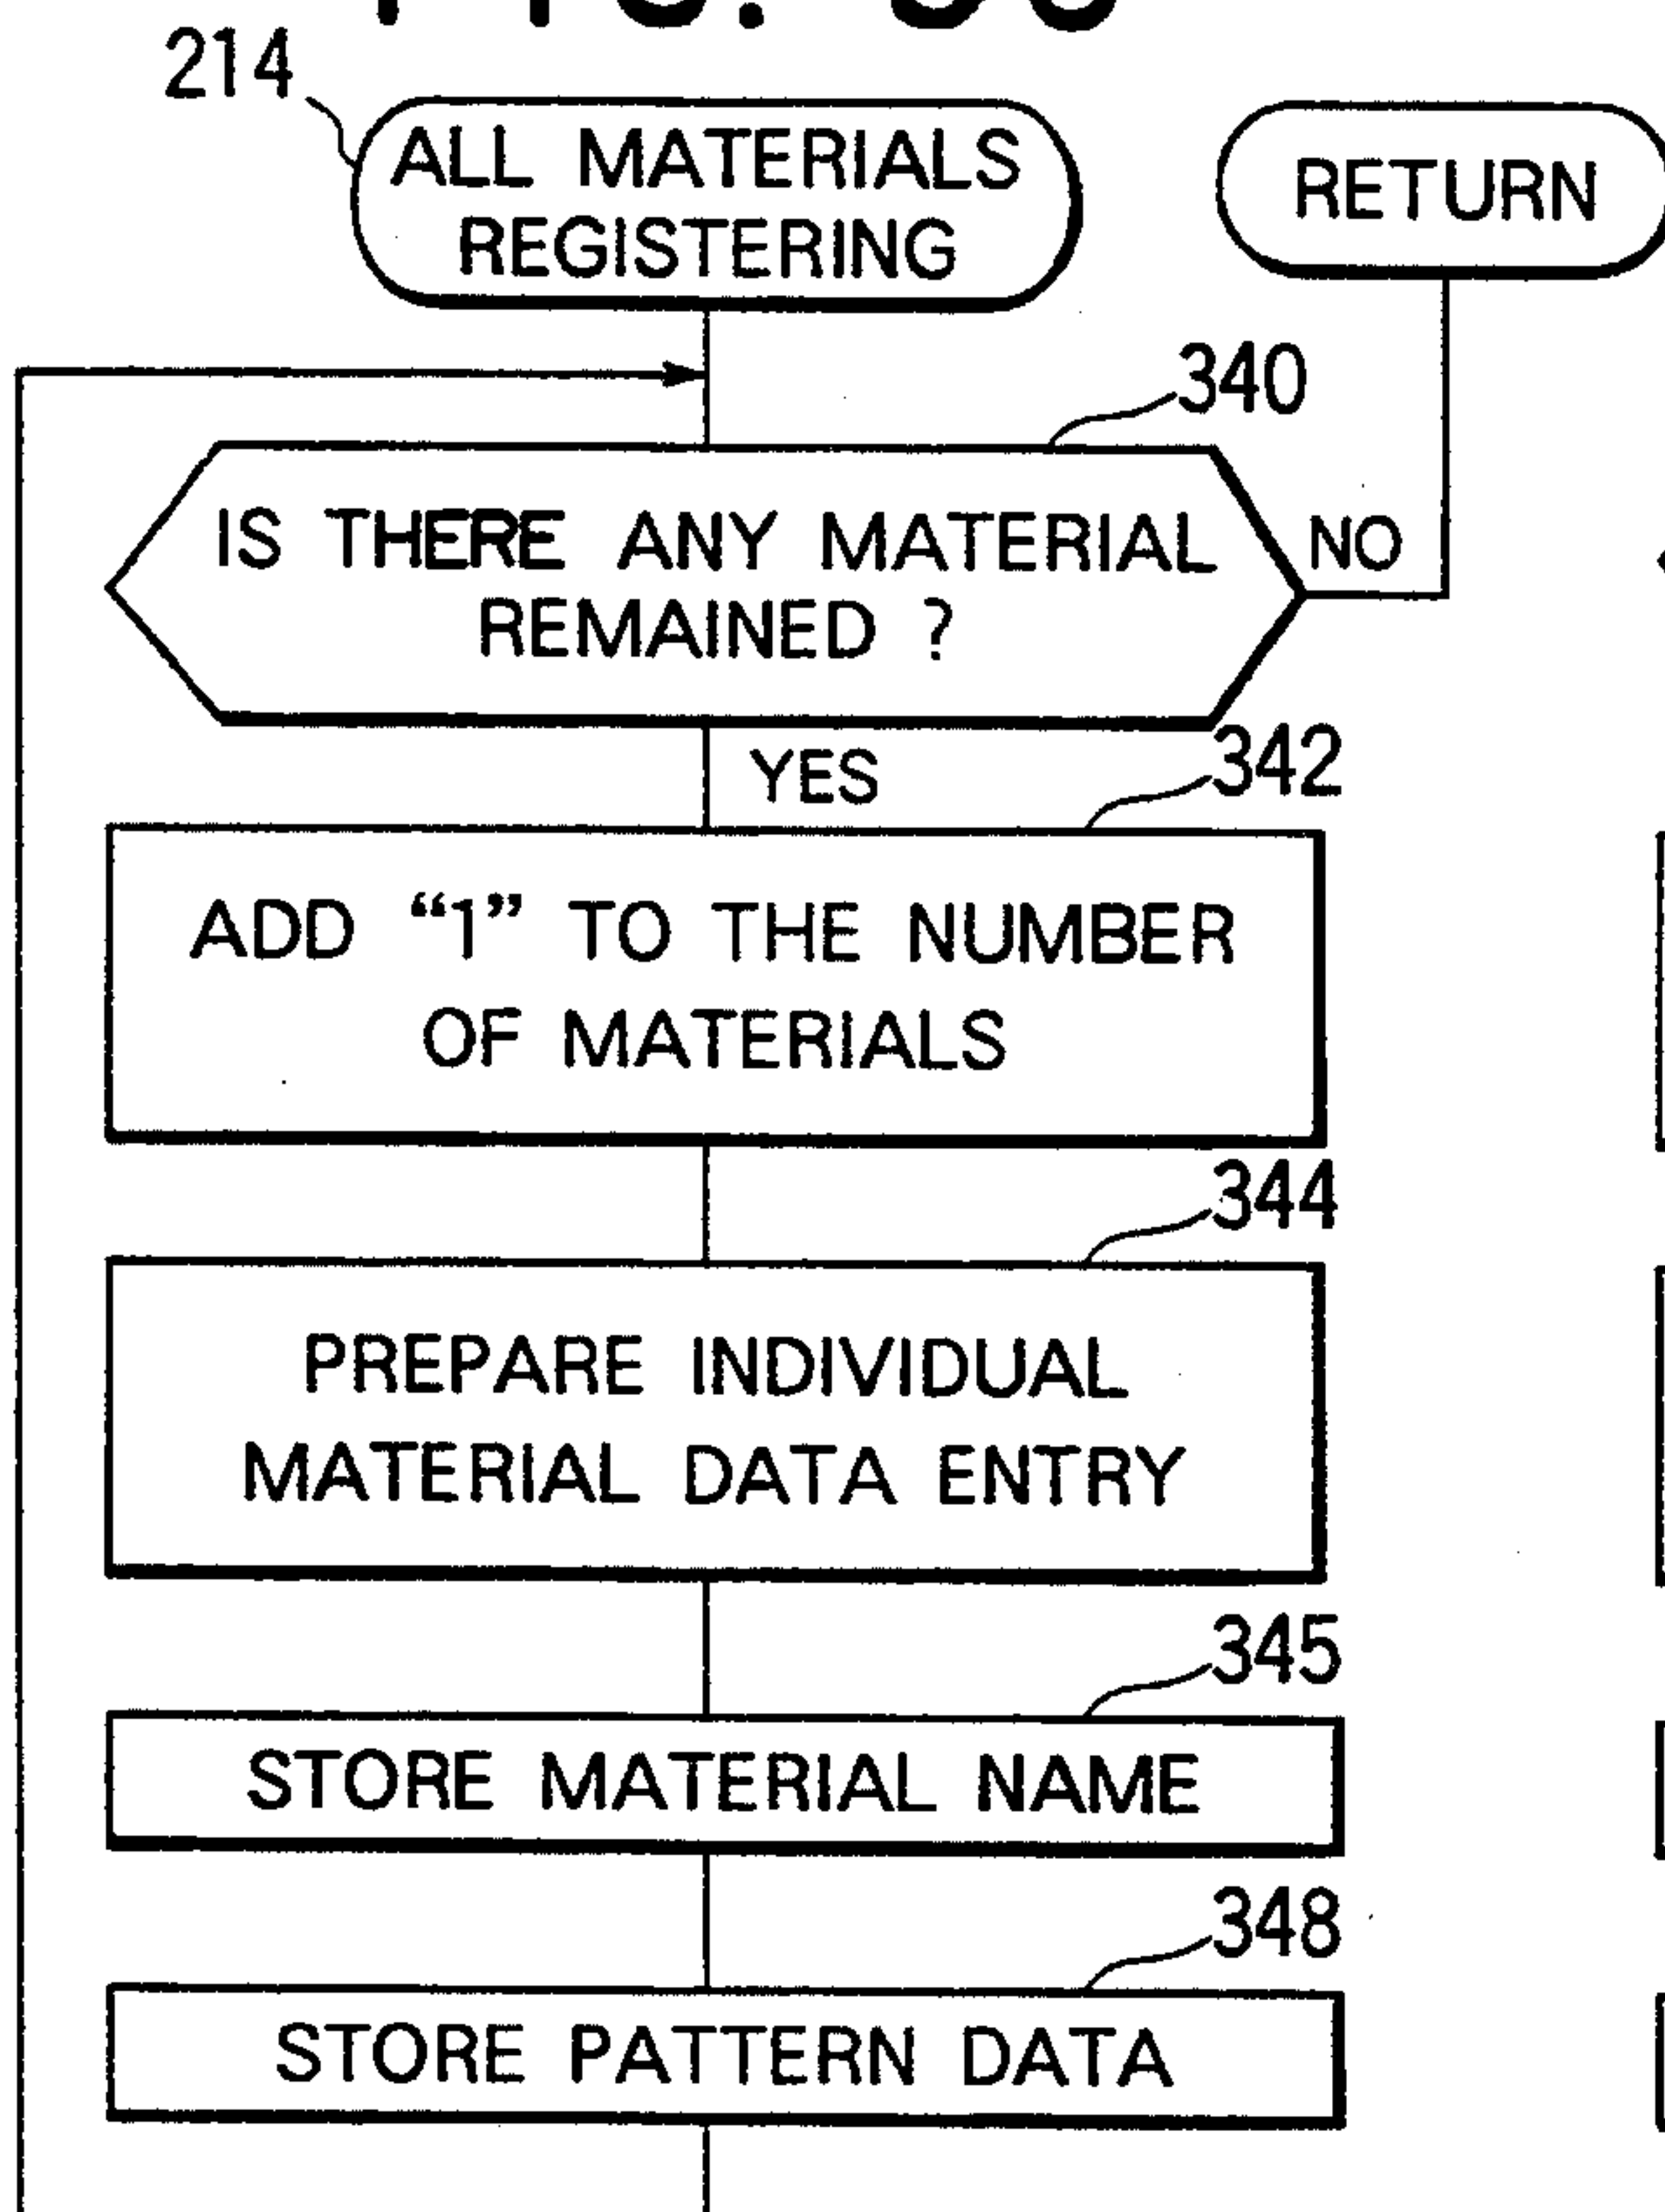 214
ALL MATERIALS
REGISTERING
RETURN
340
IS THERE ANY MATERIAL
REMAINED ?
NO
YES
342
ADD “1” TO THE NUMBER
OF MATERIALS
344
PREPARE INDIVIDUAL
MATERIAL DATA ENTRY
345
STORE MATERIAL NAME
348
STORE PATTERN DATA